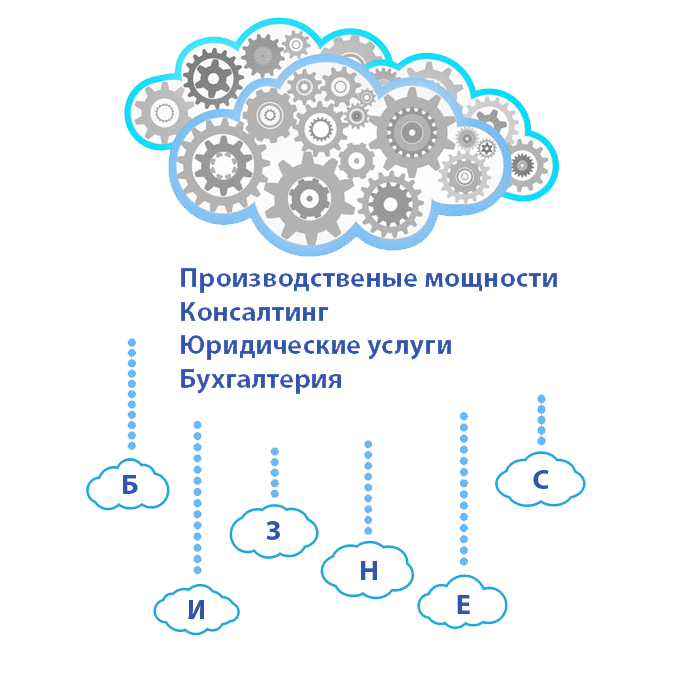 Производственые мощности
Консалтинг
Юридические услуги
Бухгалтерия
Б
И
З
Н
Е
С